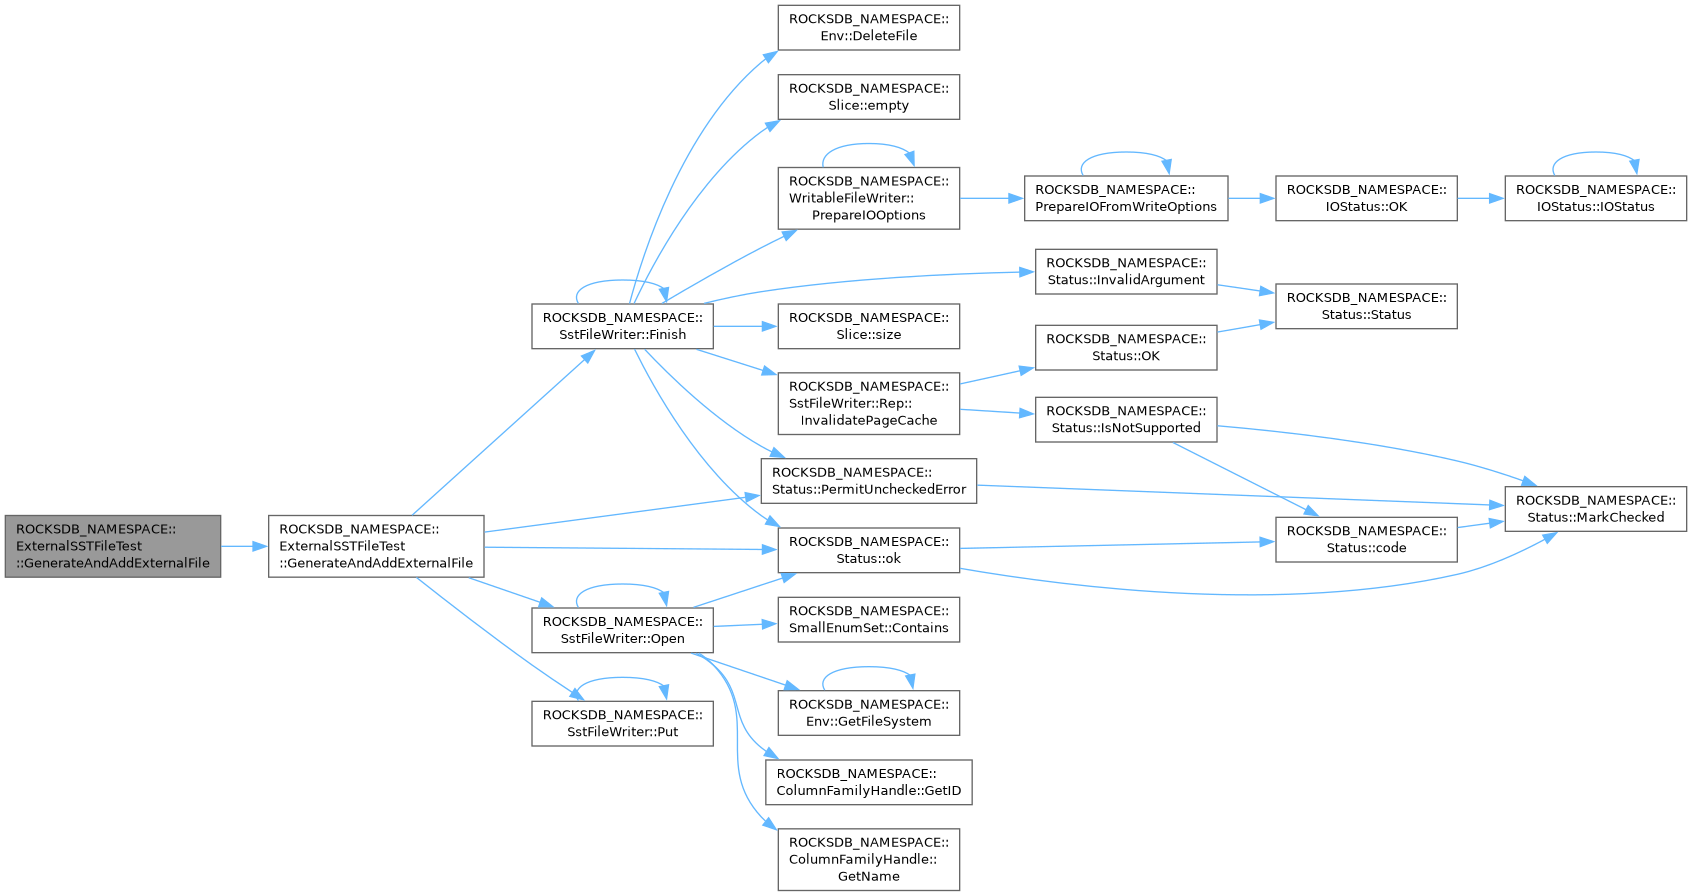 ROCKSDB_NAMESPACE::
ExternalSSTFileTest
::GenerateAndAddExternalFile
ROCKSDB_NAMESPACE::
ExternalSSTFileTest
::GenerateAndAddExternalFile
ROCKSDB_NAMESPACE::
SstFileWriter::Finish
ROCKSDB_NAMESPACE::
Env::DeleteFile
ROCKSDB_NAMESPACE::
Slice::empty
ROCKSDB_NAMESPACE::
WritableFileWriter::
PrepareIOOptions
ROCKSDB_NAMESPACE::
PrepareIOFromWriteOptions
ROCKSDB_NAMESPACE::
IOStatus::OK
ROCKSDB_NAMESPACE::
IOStatus::IOStatus
ROCKSDB_NAMESPACE::
Status::InvalidArgument
ROCKSDB_NAMESPACE::
Status::Status
ROCKSDB_NAMESPACE::
Slice::size
ROCKSDB_NAMESPACE::
Status::OK
ROCKSDB_NAMESPACE::
SstFileWriter::Rep::
InvalidatePageCache
ROCKSDB_NAMESPACE::
Status::IsNotSupported
ROCKSDB_NAMESPACE::
Status::PermitUncheckedError
ROCKSDB_NAMESPACE::
Status::MarkChecked
ROCKSDB_NAMESPACE::
Status::ok
ROCKSDB_NAMESPACE::
Status::code
ROCKSDB_NAMESPACE::
SstFileWriter::Open
ROCKSDB_NAMESPACE::
SmallEnumSet::Contains
ROCKSDB_NAMESPACE::
Env::GetFileSystem
ROCKSDB_NAMESPACE::
SstFileWriter::Put
ROCKSDB_NAMESPACE::
ColumnFamilyHandle::GetID
ROCKSDB_NAMESPACE::
ColumnFamilyHandle::
GetName